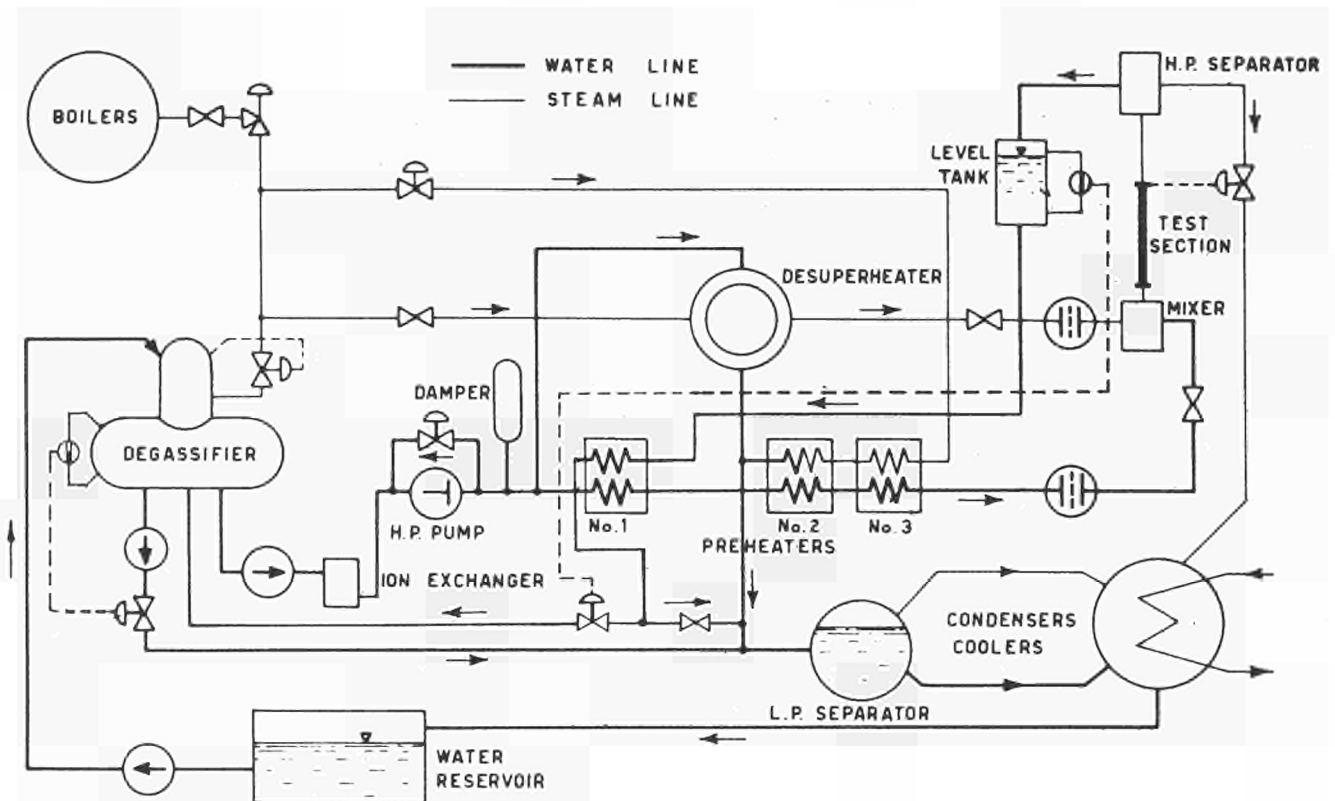 WATER LINE
STEAM LINE
BOILERS
H.P. SEPARATOR
LEVEL
TANK
TEST
SECTION
DESUPERHEATER
MIXER
DAMPER
DEGASSIFIER
H.P. PUMP
No.1
No.2
No.3
PREHEATERS
ION EXCHANGER
CONDENSERS
COOLERS
L.P. SEPARATOR
WATER
RESERVOIR